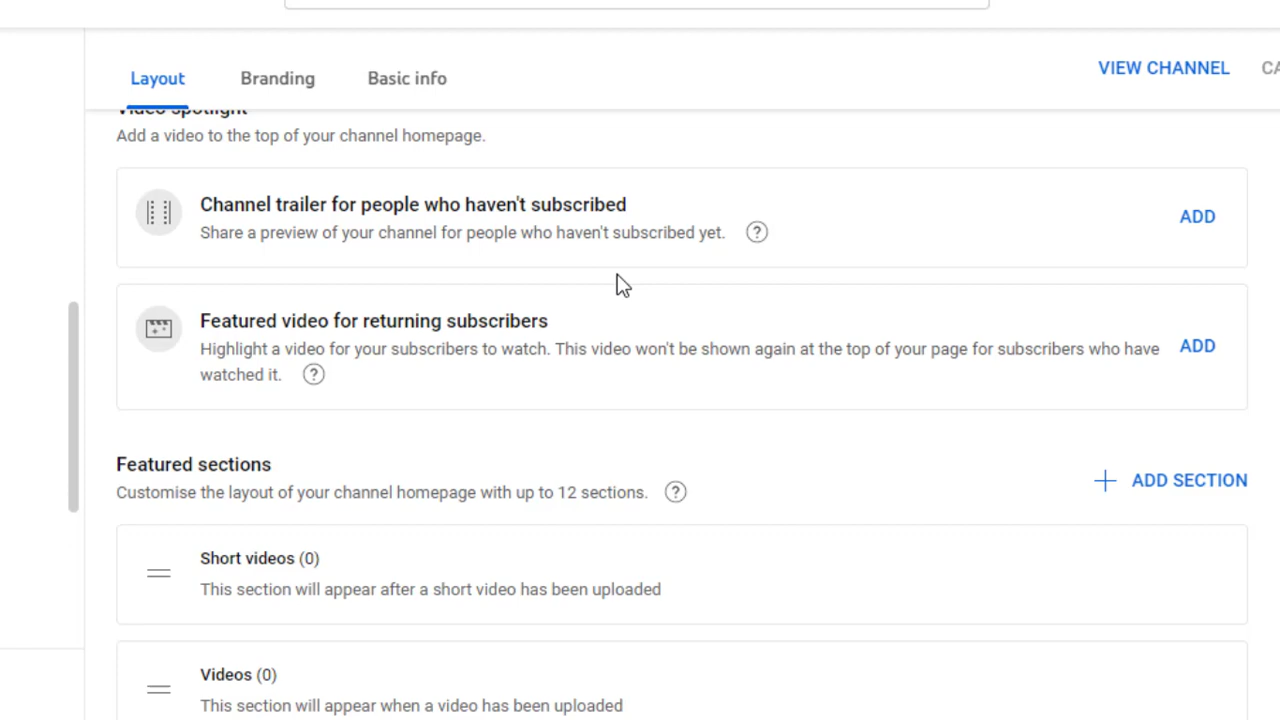 Layout
Branding
Basic info
VIEW CHANNEL
CA
Video spotlight
Add a video to the top of your channel homepage.
Channel trailer for people who haven't subscribed
Share a preview of your channel for people who haven't subscribed yet. ?
ADD
Featured video for returning subscribers
Highlight a video for your subscribers to watch. This video won't be shown again at the top of your page for subscribers who have
watched it. ?
ADD
Featured sections
Customise the layout of your channel homepage with up to 12 sections. ?
ADD SECTION
Short videos (0)
This section will appear after a short video has been uploaded
Videos (0)
This section will appear when a video has been uploaded